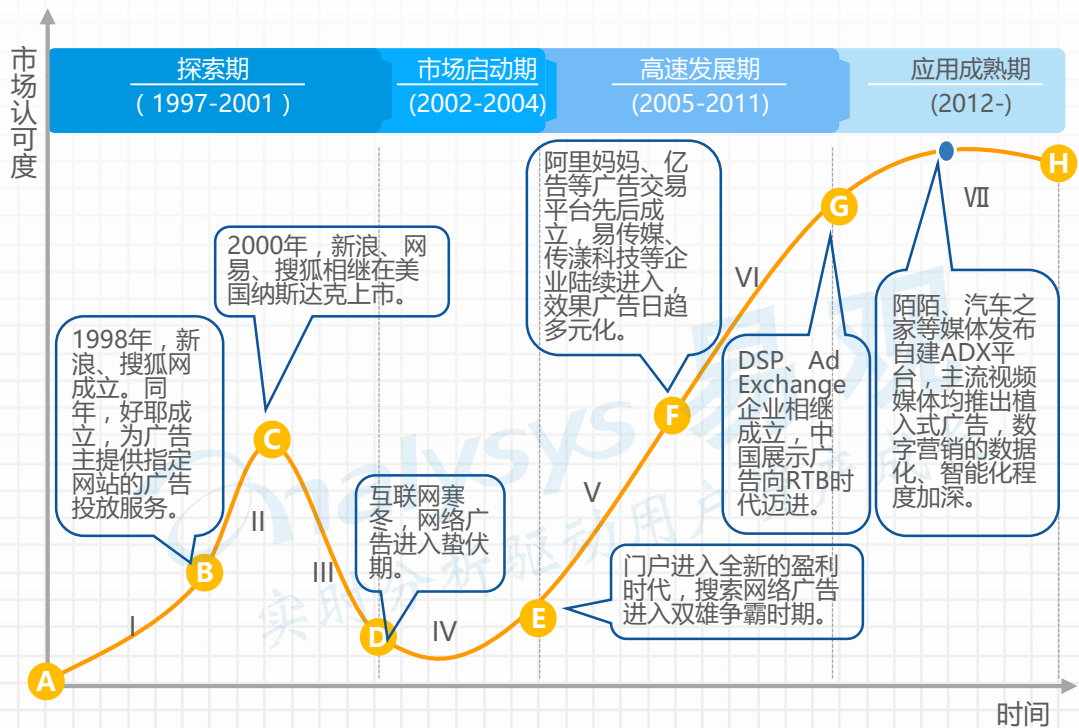 市场认可度
探索期
（1997-2001）
市场启动期
(2002-2004)
高速发展期
(2005-2011)
应用成熟期
(2012-)
1998年，新
浪、搜狐网
成立。同
年，好耶成
立，为广告
主提供指定
网站的广告
投放服务。
2000年，新浪、网
易、搜狐相继在美
国纳斯达克上市。
互联网寒
冬，网络广
告进入蛰伏
期。
门户进入全新的盈利
时代，搜索网络广告
进入双雄争霸时期。
阿里妈妈、亿
告等广告交易
平台先后成
立，易传媒、
传漾科技等企
业陆续进入，
效果广告日趋
多元化。
DSP、Ad
Exchange
企业相继
成立，中
国展示广
告向RTB时
代迈进。
陌陌、汽车之
家等媒体发布
自建ADX平
台，主流视频
媒体均推出植
入式广告，数
字营销的数据
化、智能化程
度加深。
A
B
C
D
E
F
G
H
I
II
III
IV
V
VI
VII
nalysys 易观
实时分析驱动用户
时间